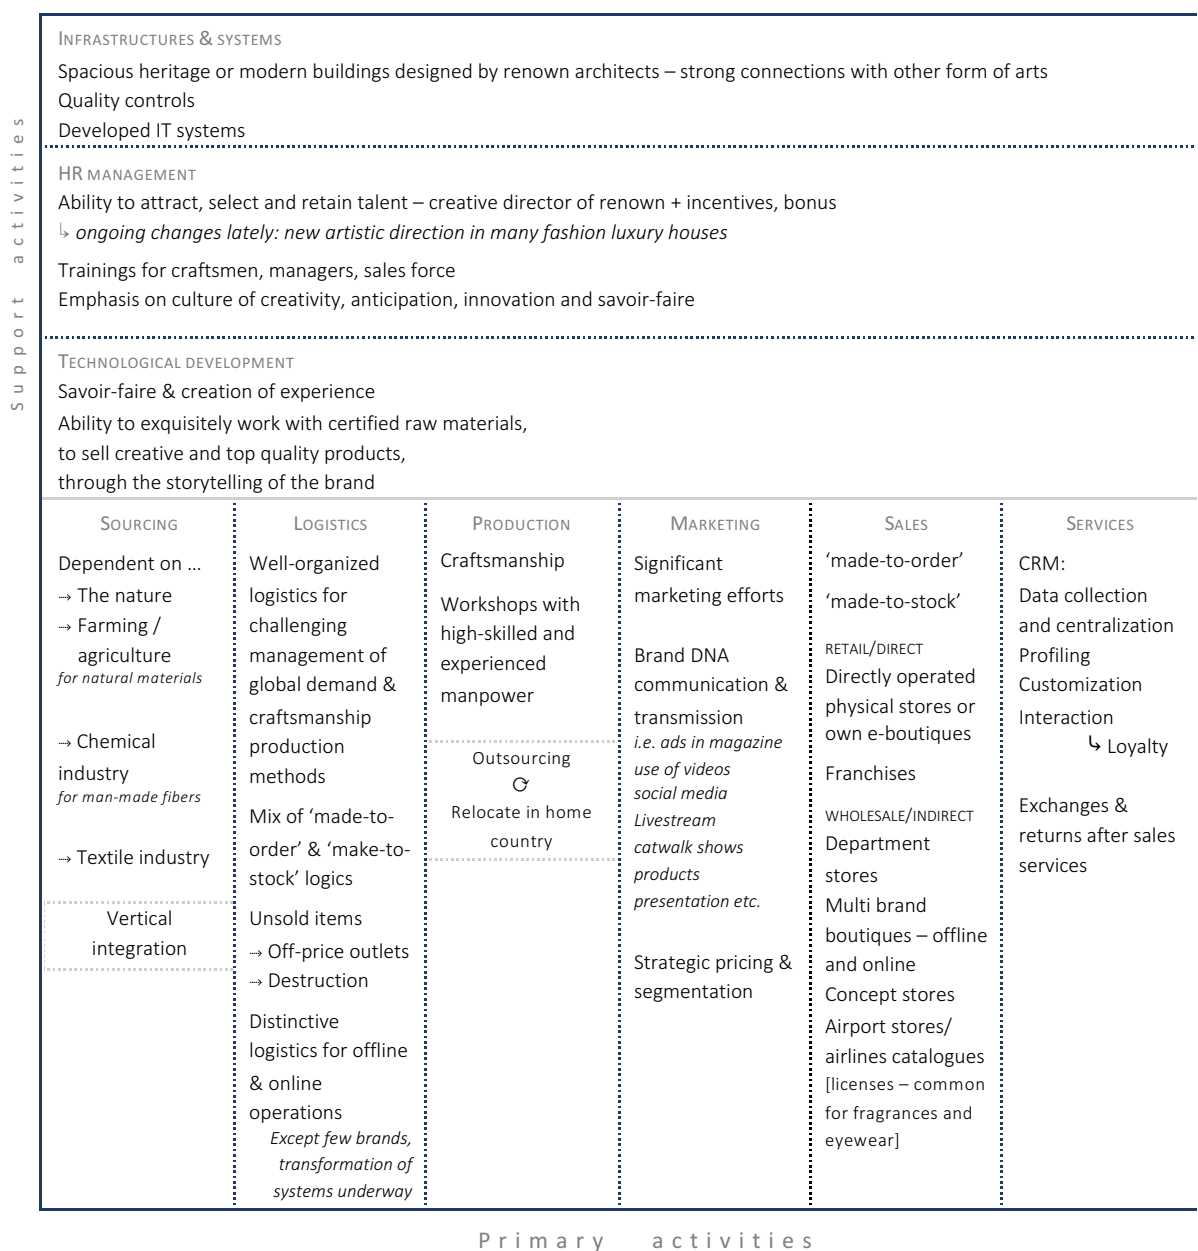 Support activities
INFRASTRUCTURES & SYSTEMS
Spacious heritage or modern buildings designed by renown architects – strong connections with other form of arts
Quality controls
Developed IT systems
HR MANAGEMENT
Ability to attract, select and retain talent – creative director of renown + incentives, bonus
↳ ongoing changes lately: new artistic direction in many fashion luxury houses
Trainings for craftsmen, managers, sales force
Emphasis on culture of creativity, anticipation, innovation and savoir-faire
TECHNOLOGICAL DEVELOPMENT
Savoir-faire & creation of experience
Ability to exquisitely work with certified raw materials,
to sell creative and top quality products,
through the storytelling of the brand
SOURCING
Dependent on ...
→ The nature
→ Farming /
agriculture
for natural materials
→ Chemical
industry
for man-made fibers
→ Textile industry
Vertical
integration
LOGISTICS
Well-organized
logistics for
challenging
management of
global demand &
craftsmanship
production
methods
Mix of ‘made-to-
order’ & ‘make-to-
stock’ logics
Unsold items
→ Off-price outlets
→ Destruction
Distinctive
logistics for offline
& online
operations
Except few brands,
transformation of
systems underway
PRODUCTION
Craftsmanship
Workshops with
high-skilled and
experienced
manpower
Outsourcing
⟳
Relocate in home
country
MARKETING
Significant
marketing efforts
Brand DNA
communication &
transmission
i.e. ads in magazine
use of videos
social media
Livestream
catwalk shows
products
presentation etc.
Strategic pricing &
segmentation
SALES
‘made-to-order’
‘made-to-stock’
RETAIL/DIRECT
Directly operated
physical stores or
own e-boutiques
Franchises
WHOLESALE/INDIRECT
Department
stores
Multi brand
boutiques – offline
and online
Concept stores
Airport stores/
airlines catalogues
[licenses – common
for fragrances and
eyewear]
SERVICES
CRM:
Data collection
and centralization
Profiling
Customization
Interaction
↳ Loyalty
Exchanges &
returns after sales
services
Primary activities